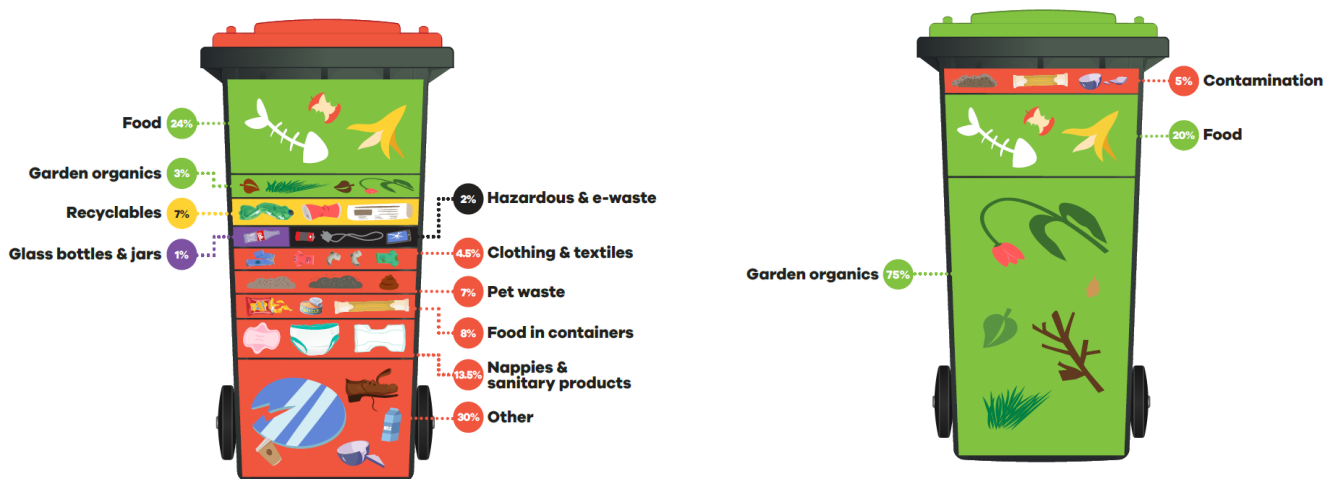 Food 24%
Garden organics 3%
Recyclables 7%
Glass bottles & jars 1%
2% Hazardous & e-waste
4.5% Clothing & textiles
7% Pet waste
8% Food in containers
13.5% Nappies &
sanitary products
30% Other
MILK
5% Contamination
20% Food
Garden organics 75%